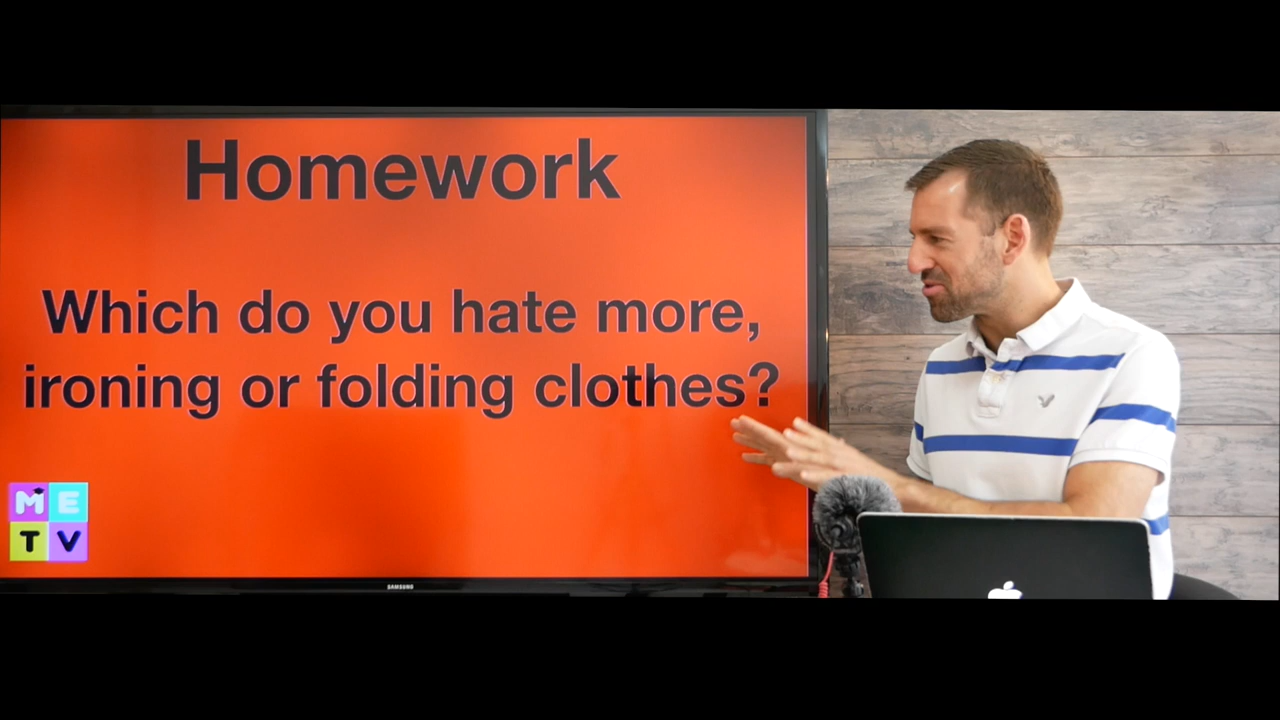 Homework
Which do you hate more,
ironing or folding clothes?
ME
TV
SAMSUNG